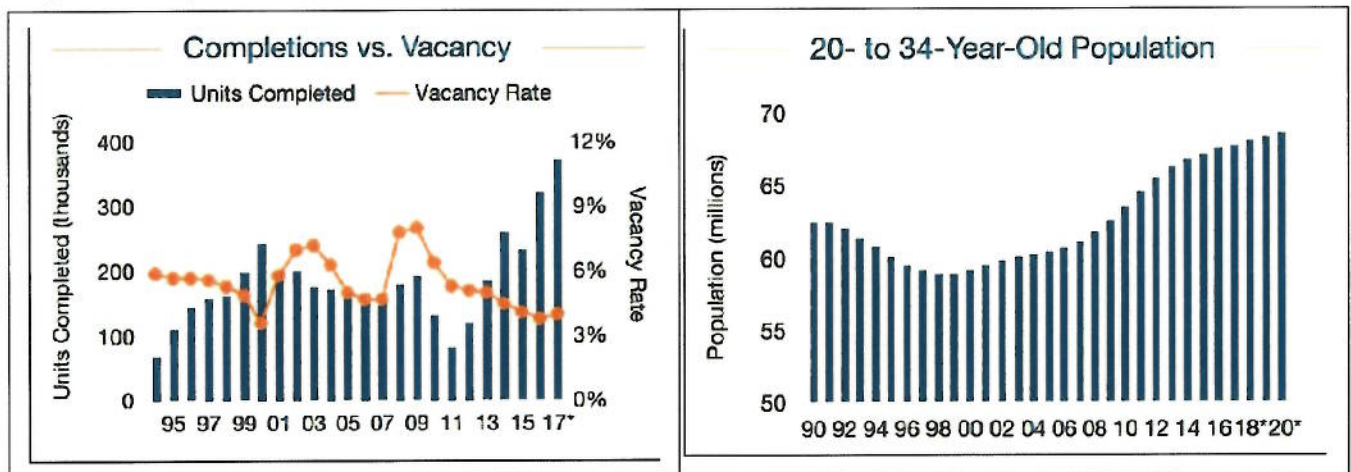 Completions vs. Vacancy
Units Completed Vacancy Rate
Units Completed (thousands)
400
300
200
100
0
12%
9%
6%
3%
0%
Vacancy Rate
95 97 99 01 03 05 07 09 11 13 15 17*
20- to 34-Year-Old Population
Population (millions)
70
65
60
55
50
90 92 94 96 98 00 02 04 06 08 10 12 14 16 18* 20*